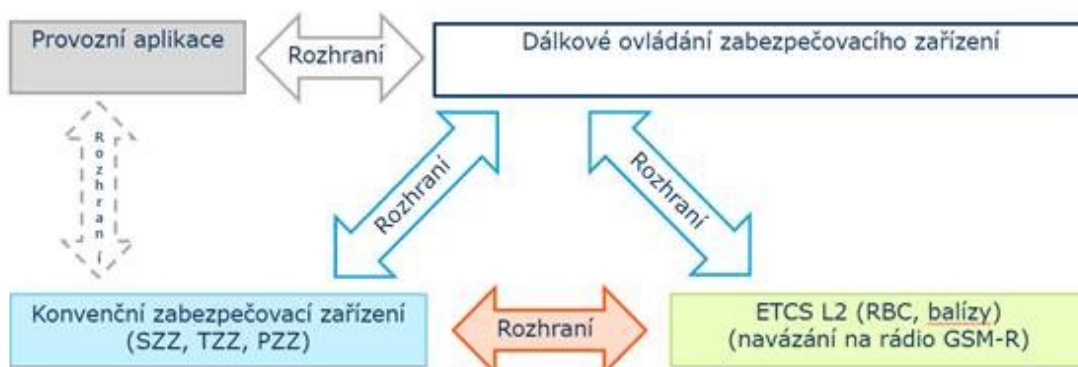 Provozní aplikace
Rozhraní
Dálkové ovládání zabezpečovacího zařízení
Rozhraní
Rozhraní
Rozhraní
Konvenční zabezpečovací zařízení
(SZZ, TZZ, PZZ)
Rozhraní
ETCS L2 (RBC, balízy)
(navázání na rádio GSM-R)